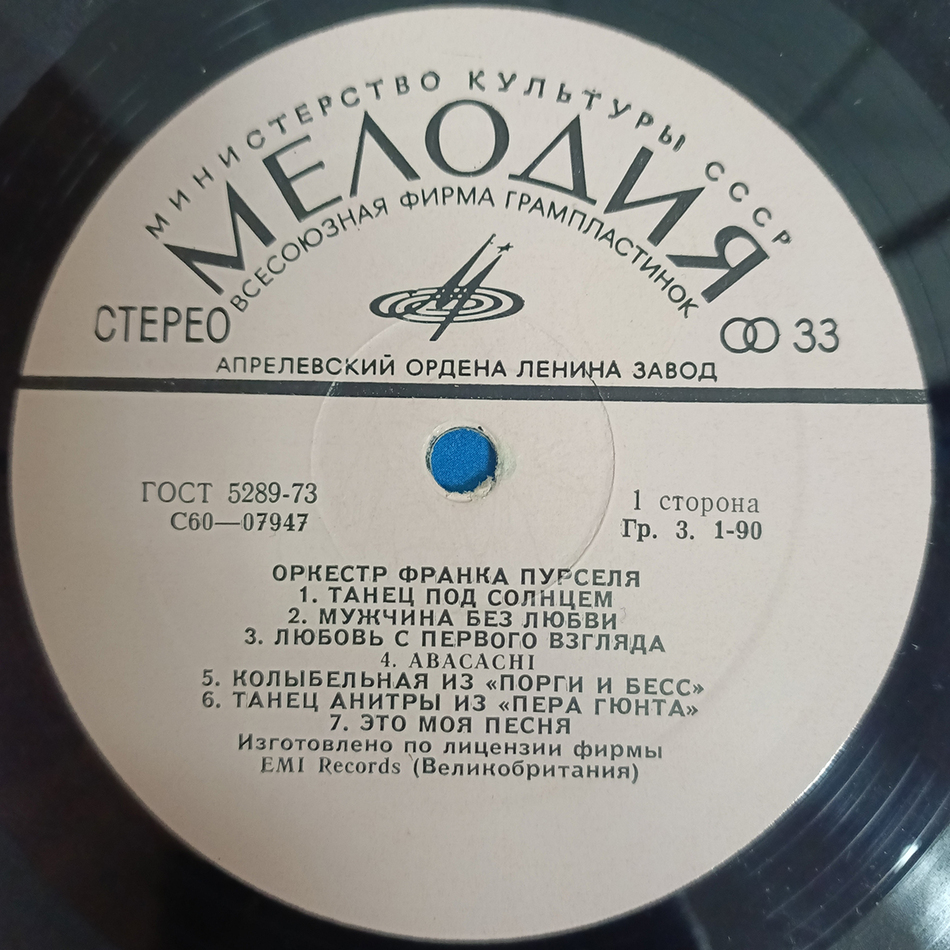 МИНИСТЕРСТВО КУЛЬТУРЫ СССР
МЕЛОДИЯ
ВСЕСОЮЗНАЯ ФИРМА ГРАМПЛАСТИНОК
СТЕРЕО
33
АПРЕЛЕВСКИЙ ОРДЕНА ЛЕНИНА ЗАВОД
ГОСТ 5289-73
С60—07947
1 сторона
Гр. 3. 1-90
ОРКЕСТР ФРАНКА ПУРСЕЛЯ
1. ТАНЕЦ ПОД СОЛНЦЕМ
2. МУЖЧИНА БЕЗ ЛЮБВИ
3. ЛЮБОВЬ С ПЕРВОГО ВЗГЛЯДА
4. ABACACHI
5. КОЛЫБЕЛЬНАЯ ИЗ «ПОРГИ И БЕСС»
6. ТАНЕЦ АНИТРЫ ИЗ «ПЕРА ГЮНТА»
7. ЭТО МОЯ ПЕСНЯ
Изготовлено по лицензии фирмы
EMI Records (Великобритания)